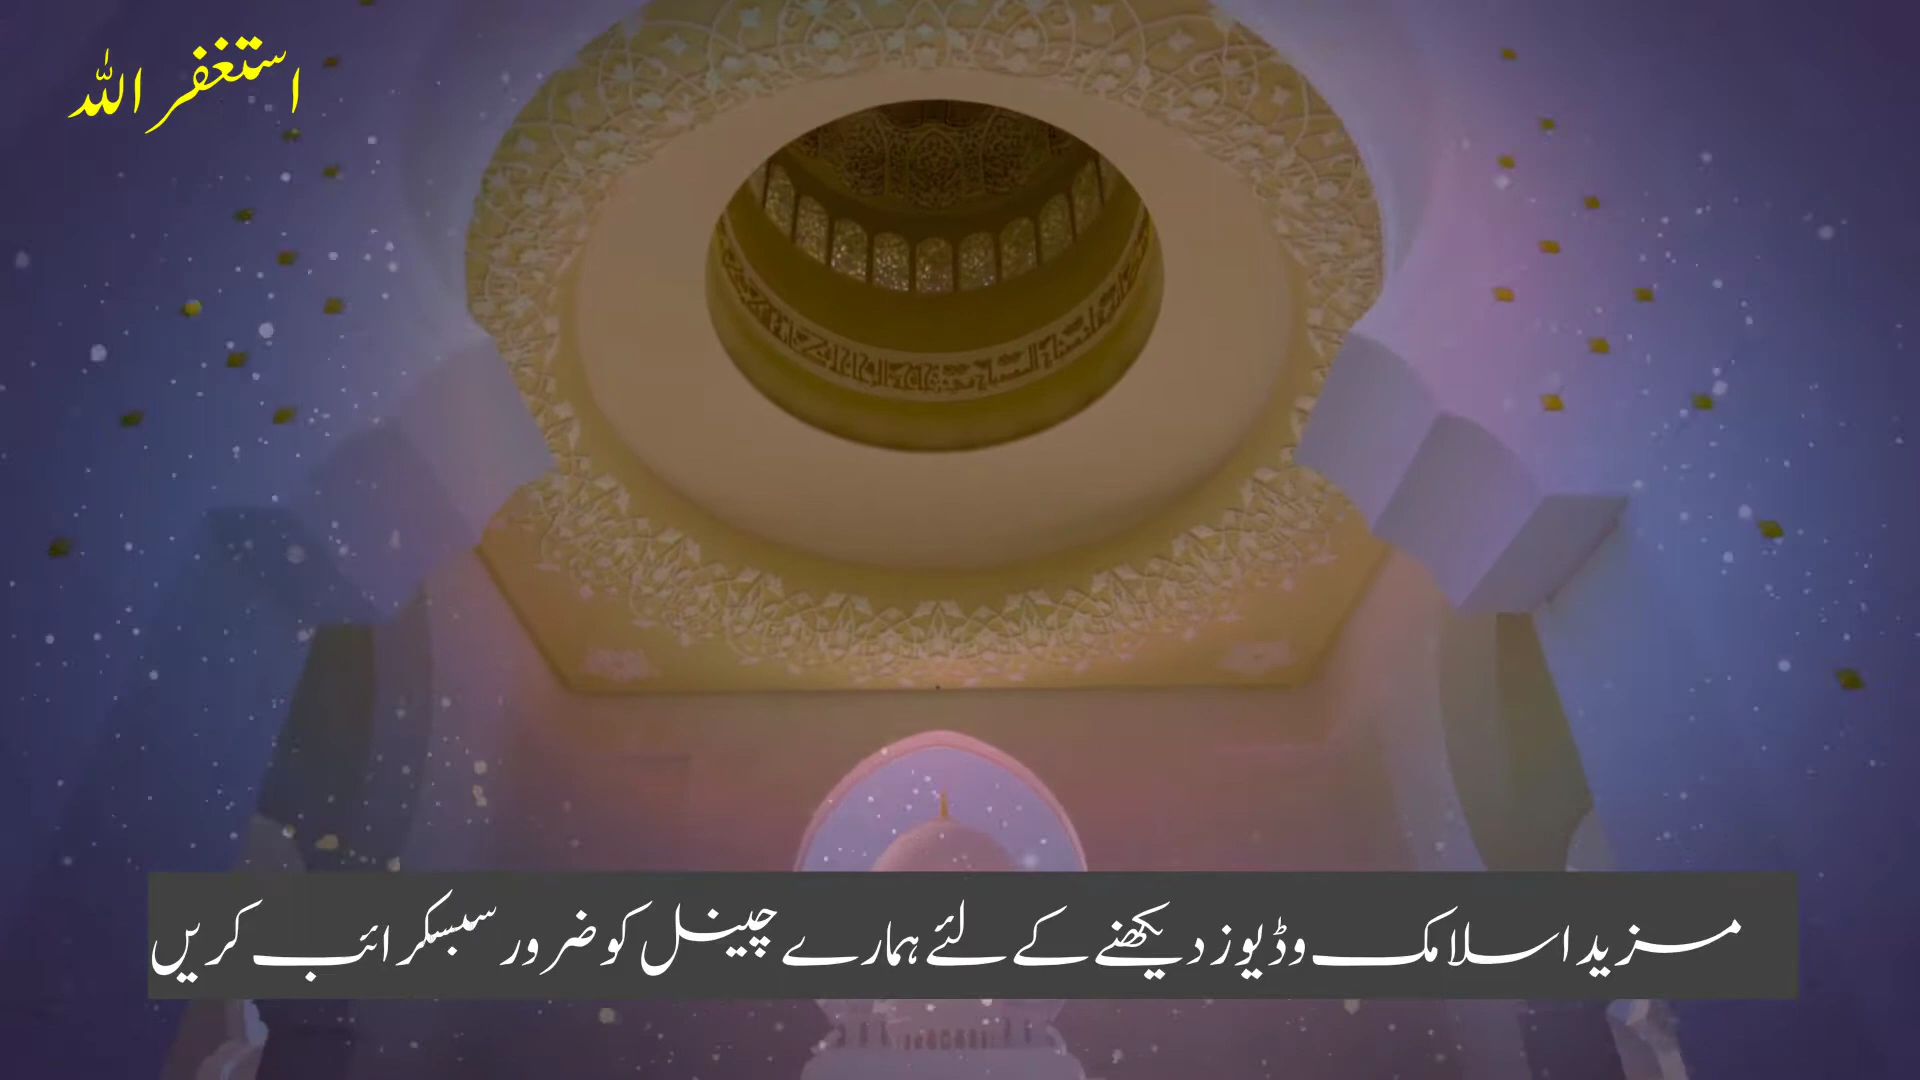 استغفر اللہ
مزید اسلامک وڈیوز دیکھنے کے لئے ہمارے چینل کو ضرور سبسکرائب کریں